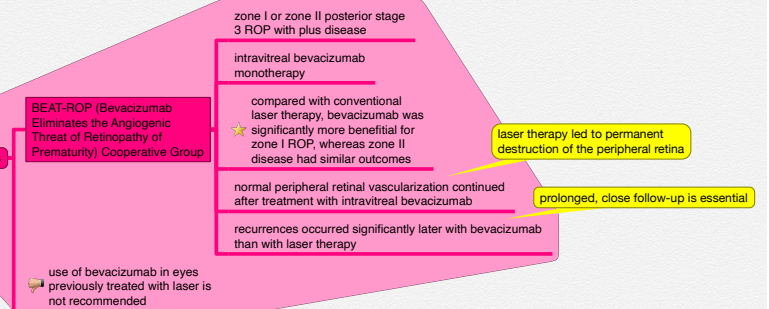 zone I or zone II posterior stage
3 ROP with plus disease
intravitreal bevacizumab
monotherapy
BEAT-ROP (Bevacizumab
Eliminates the Angiogenic
Threat of Retinopathy of
Prematurity) Cooperative Group
compared with conventional
laser therapy, bevacizumab was
significantly more benefitial for
zone I ROP, whereas zone II
disease had similar outcomes
laser therapy led to permanent
destruction of the peripheral retina
normal peripheral retinal vascularization continued
after treatment with intravitreal bevacizumab
prolonged, close follow-up is essential
recurrences occurred significantly later with bevacizumab
than with laser therapy
use of bevacizumab in eyes
previously treated with laser is
not recommended